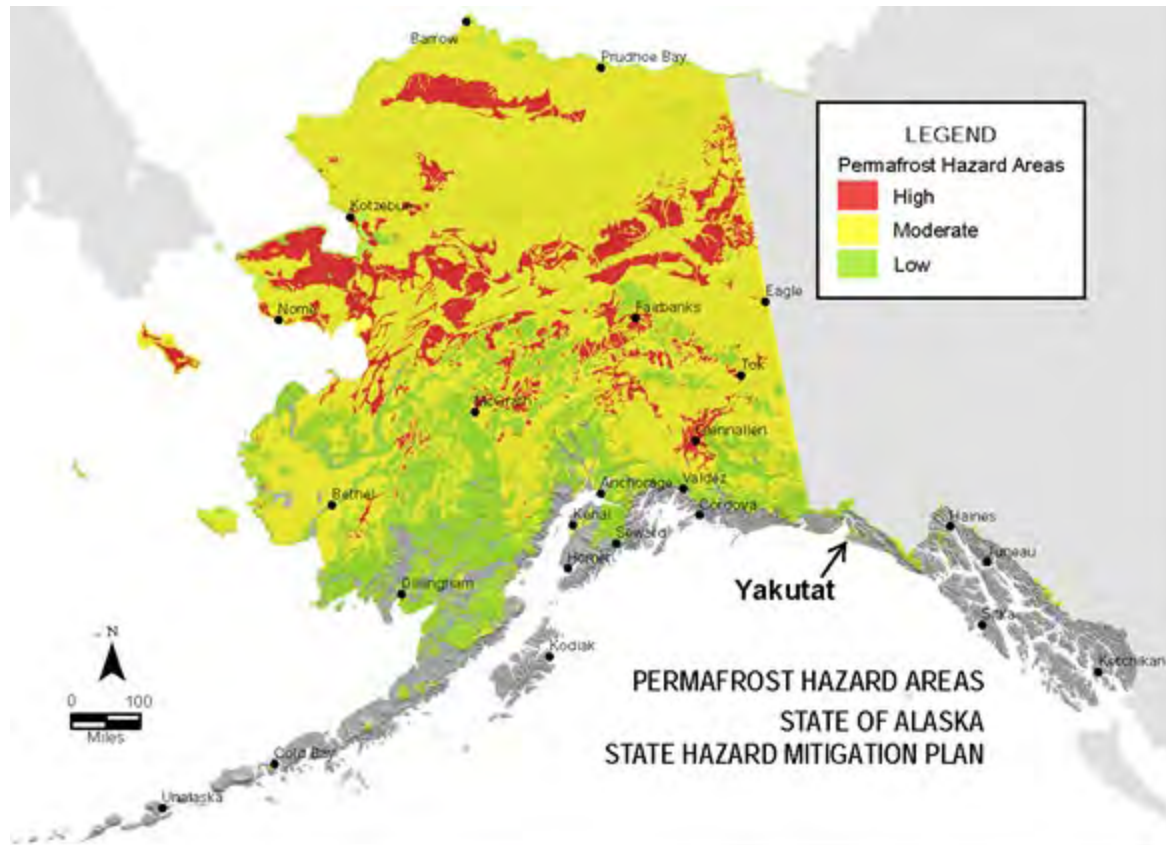 Barrow
Prudhoe Bay
LEGEND
Permafrost Hazard Areas
High
Moderate
Low
Kotzebue
Eagle
Nome
Fairbanks
Tok
McGrath
Glennallen
Bethel
Anchorage
Valdez
Cordova
Kenai
Seward
Homer
Haines
Juneau
Yakutat
Dillingham
Sitka
Kodiak
Ketchikan
N
0 100
Miles
PERMAFROST HAZARD AREAS
STATE OF ALASKA
STATE HAZARD MITIGATION PLAN
Cold Bay
Unalaska